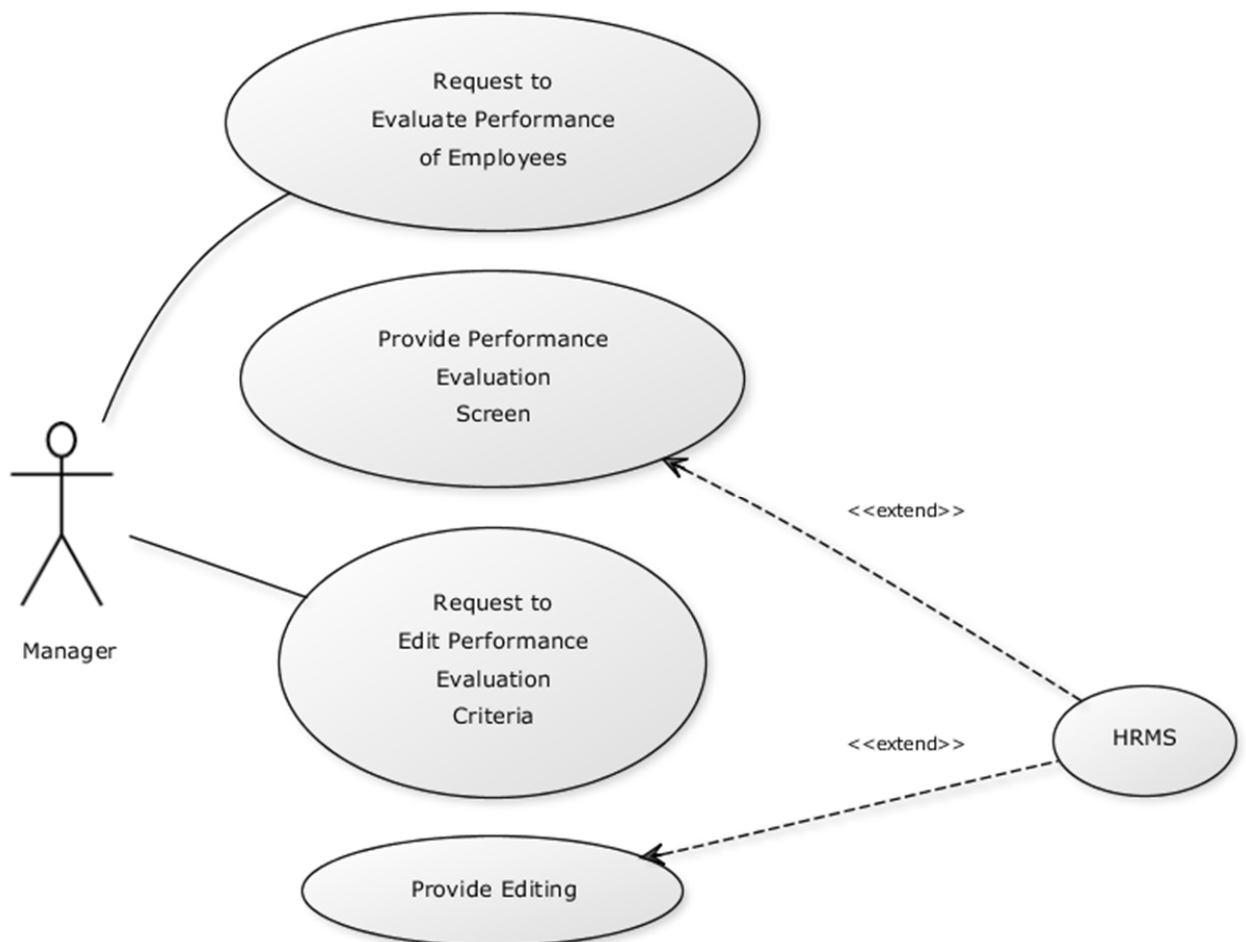 Request to
Evaluate Performance
of Employees
Provide Performance
Evaluation
Screen
<<extend>>
Request to
Edit Performance
Evaluation
Criteria
Manager
HRMS
<<extend>>
Provide Editing